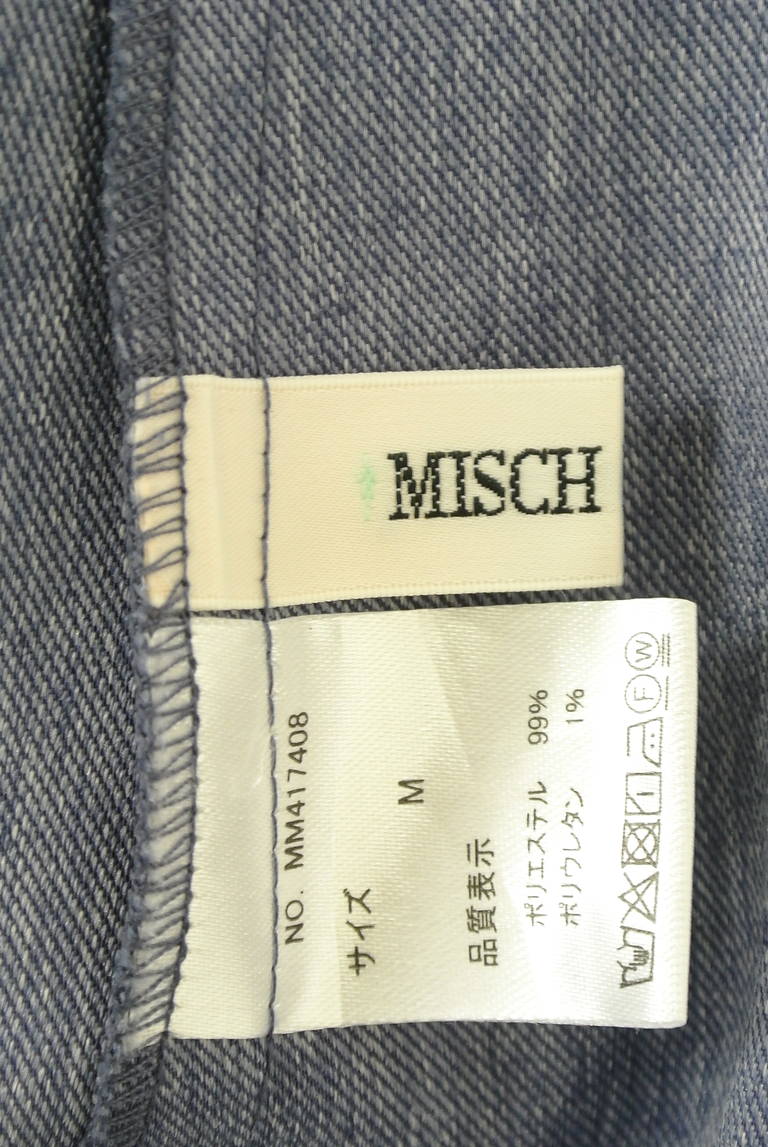 MISCH
NO. MM417408
サイズ
M
品質表示
ポリエステル 99%
ポリウレタン 1%
F W